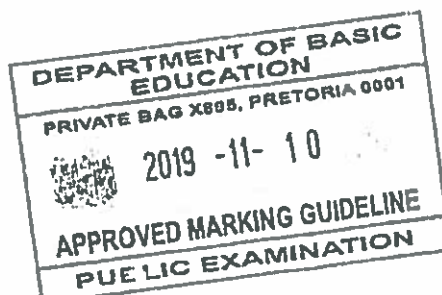 DEPARTMENT OF BASIC
EDUCATION
PRIVATE BAG X895, PRETORIA 0001
2019 -11- 10
APPROVED MARKING GUIDELINE
PUBLIC EXAMINATION